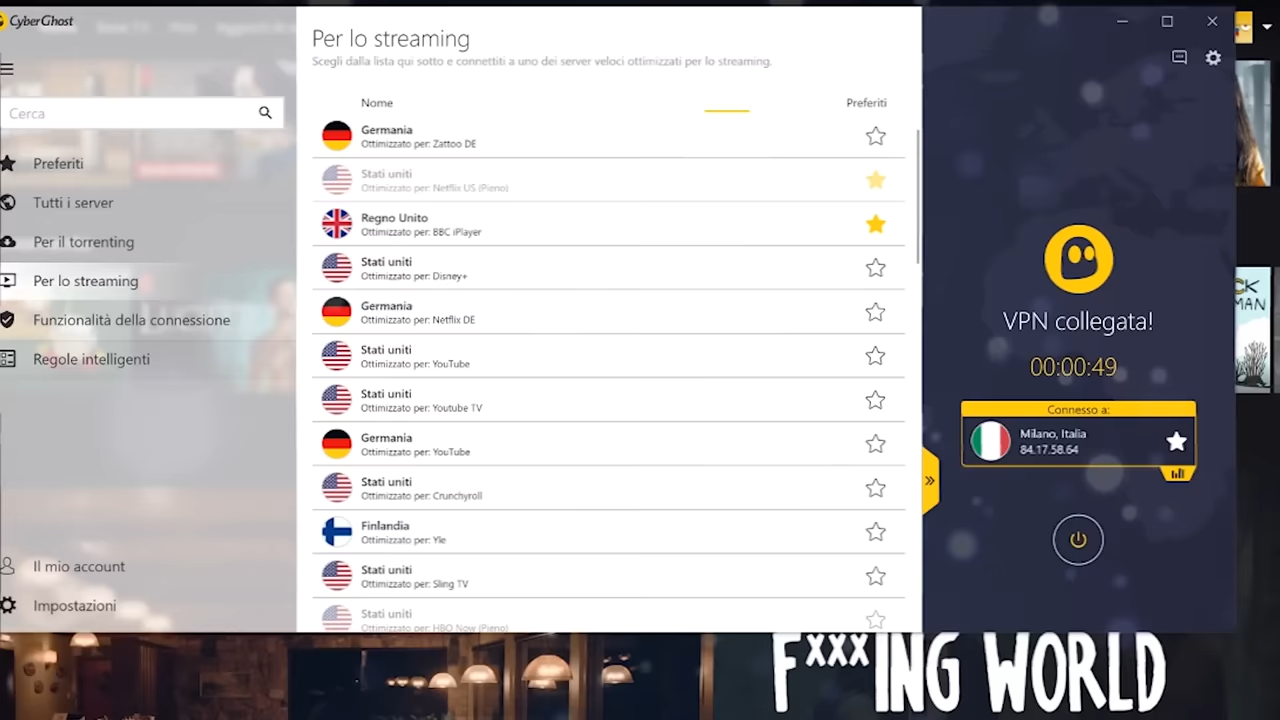 CyberGhost
Cerca
Preferiti
Tutti i server
Per il torrenting
Per lo streaming
Funzionalità della connessione
Regole intelligenti
Il mio account
Impostazioni
Per lo streaming
Scegli dalla lista qui sotto e connettiti a uno dei server veloci ottimizzati per lo streaming.
Nome Preferiti
Germania
Ottimizzato per: Zattoo DE
Stati uniti
Ottimizzato per: Netflix US (Pieno)
Regno Unito
Ottimizzato per: BBC iPlayer
Stati uniti
Ottimizzato per: Disney+
Germania
Ottimizzato per: Netflix DE
Stati uniti
Ottimizzato per: YouTube
Stati uniti
Ottimizzato per: Youtube TV
Germania
Ottimizzato per: YouTube
Stati uniti
Ottimizzato per: Crunchyroll
Finlandia
Ottimizzato per: Yle
Stati uniti
Ottimizzato per: Sling TV
Stati uniti
Ottimizzato per: HBO Now (Pieno)
VPN collegata!
00:00:49
Connesso a:
Milano, Italia
84.17.58.64
CK
MAN
F***ING WORLD